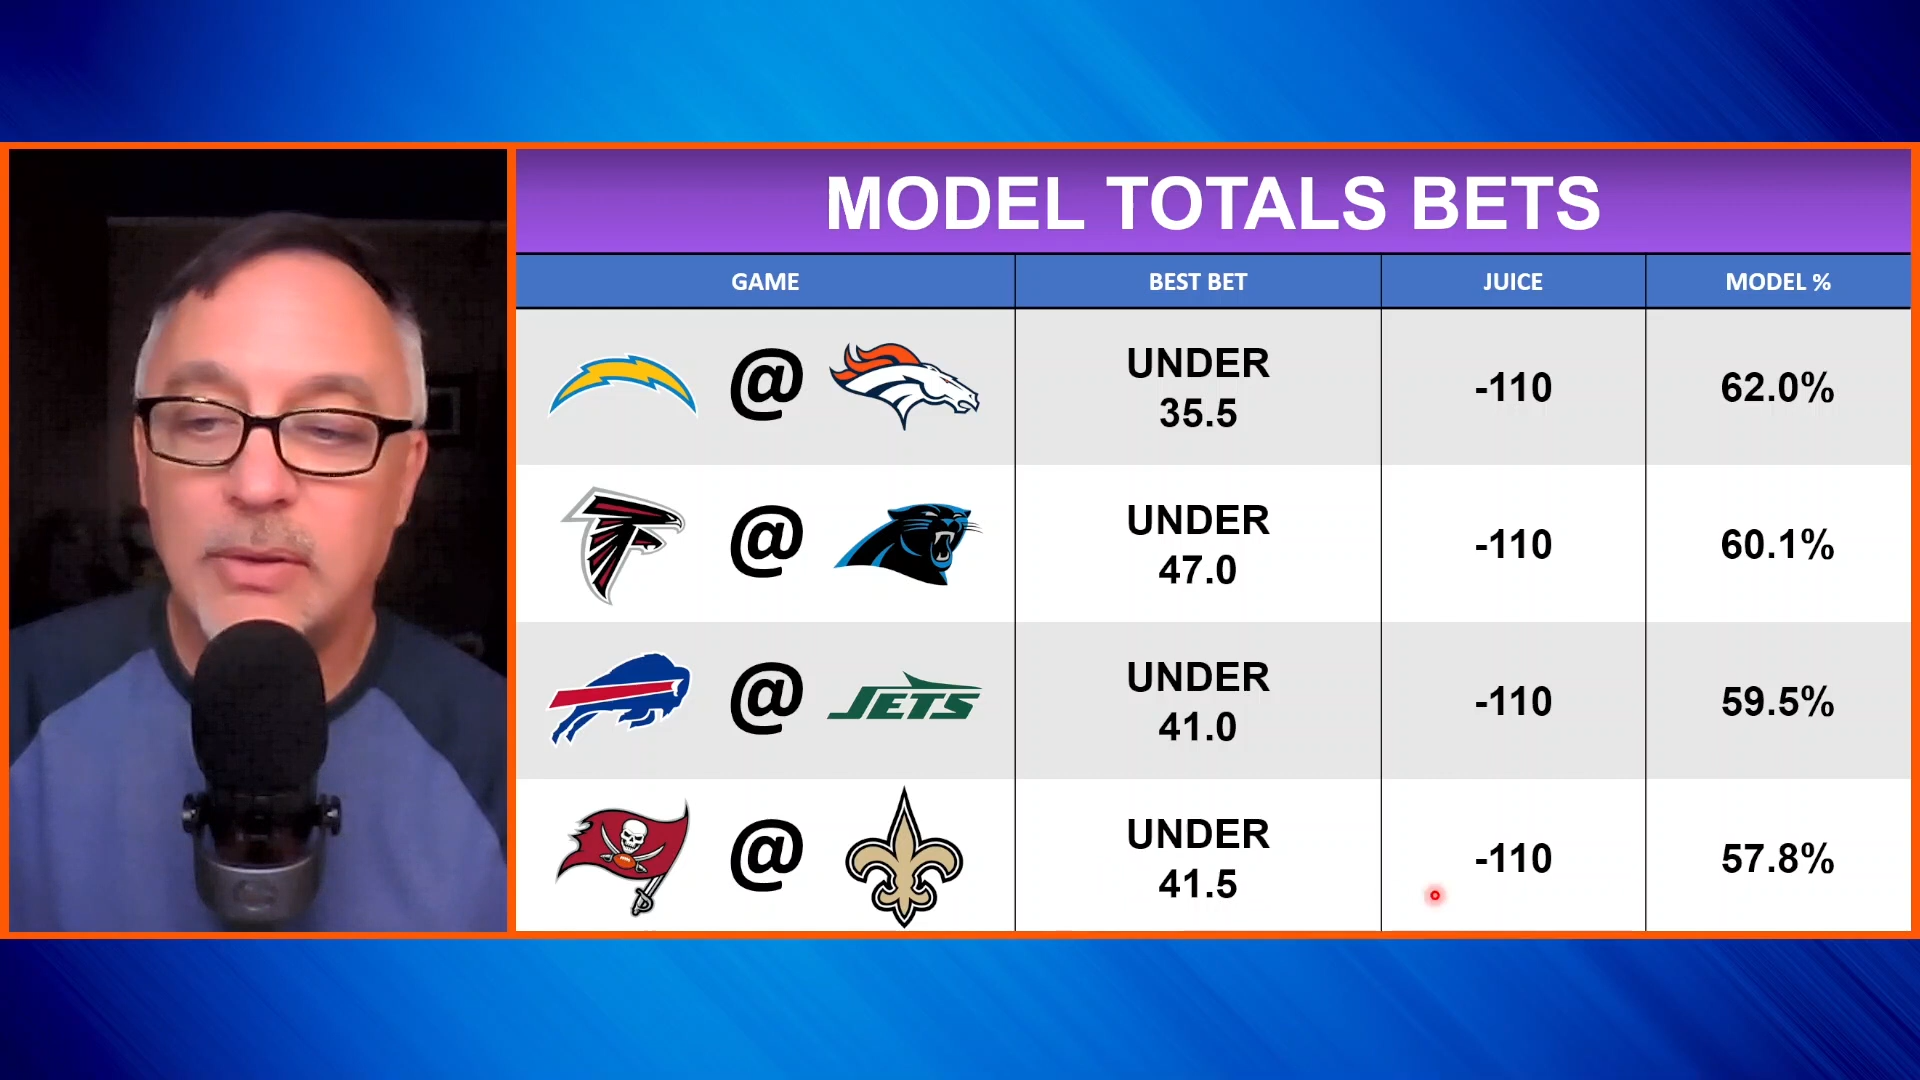 MODEL TOTALS BETS
GAME BEST BET JUICE MODEL %
@ UNDER 35.5 -110 62.0%
@ UNDER 47.0 -110 60.1%
@ JETS UNDER 41.0 -110 59.5%
@ UNDER 41.5 -110 57.8%